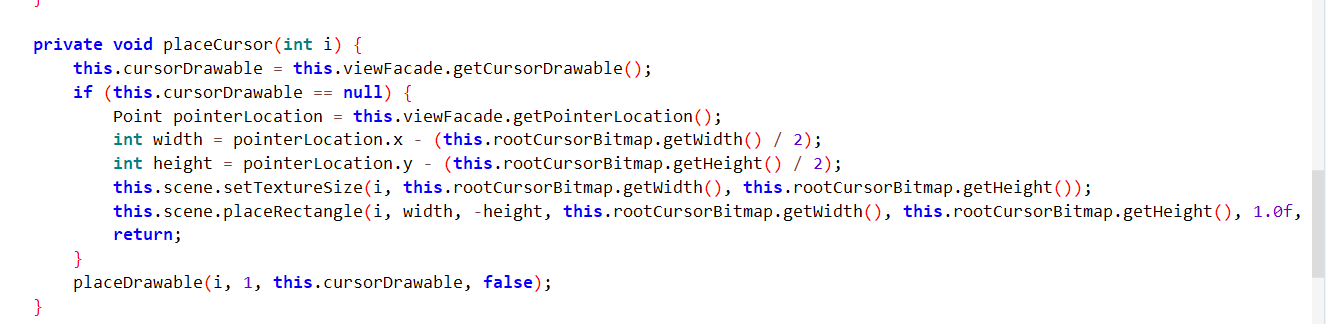 }
private void placeCursor(int i) {
this.cursorDrawable = this.viewFacade.getCursorDrawable();
if (this.cursorDrawable == null) {
Point pointerLocation = this.viewFacade.getPointerLocation();
int width = pointerLocation.x - (this.rootCursorBitmap.getWidth() / 2);
int height = pointerLocation.y - (this.rootCursorBitmap.getHeight() / 2);
this.scene.setTextureSize(i, this.rootCursorBitmap.getWidth(), this.rootCursorBitmap.getHeight());
this.scene.placeRectangle(i, width, -height, this.rootCursorBitmap.getWidth(), this.rootCursorBitmap.getHeight(), 1.0f,
return;
}
placeDrawable(i, 1, this.cursorDrawable, false);
}